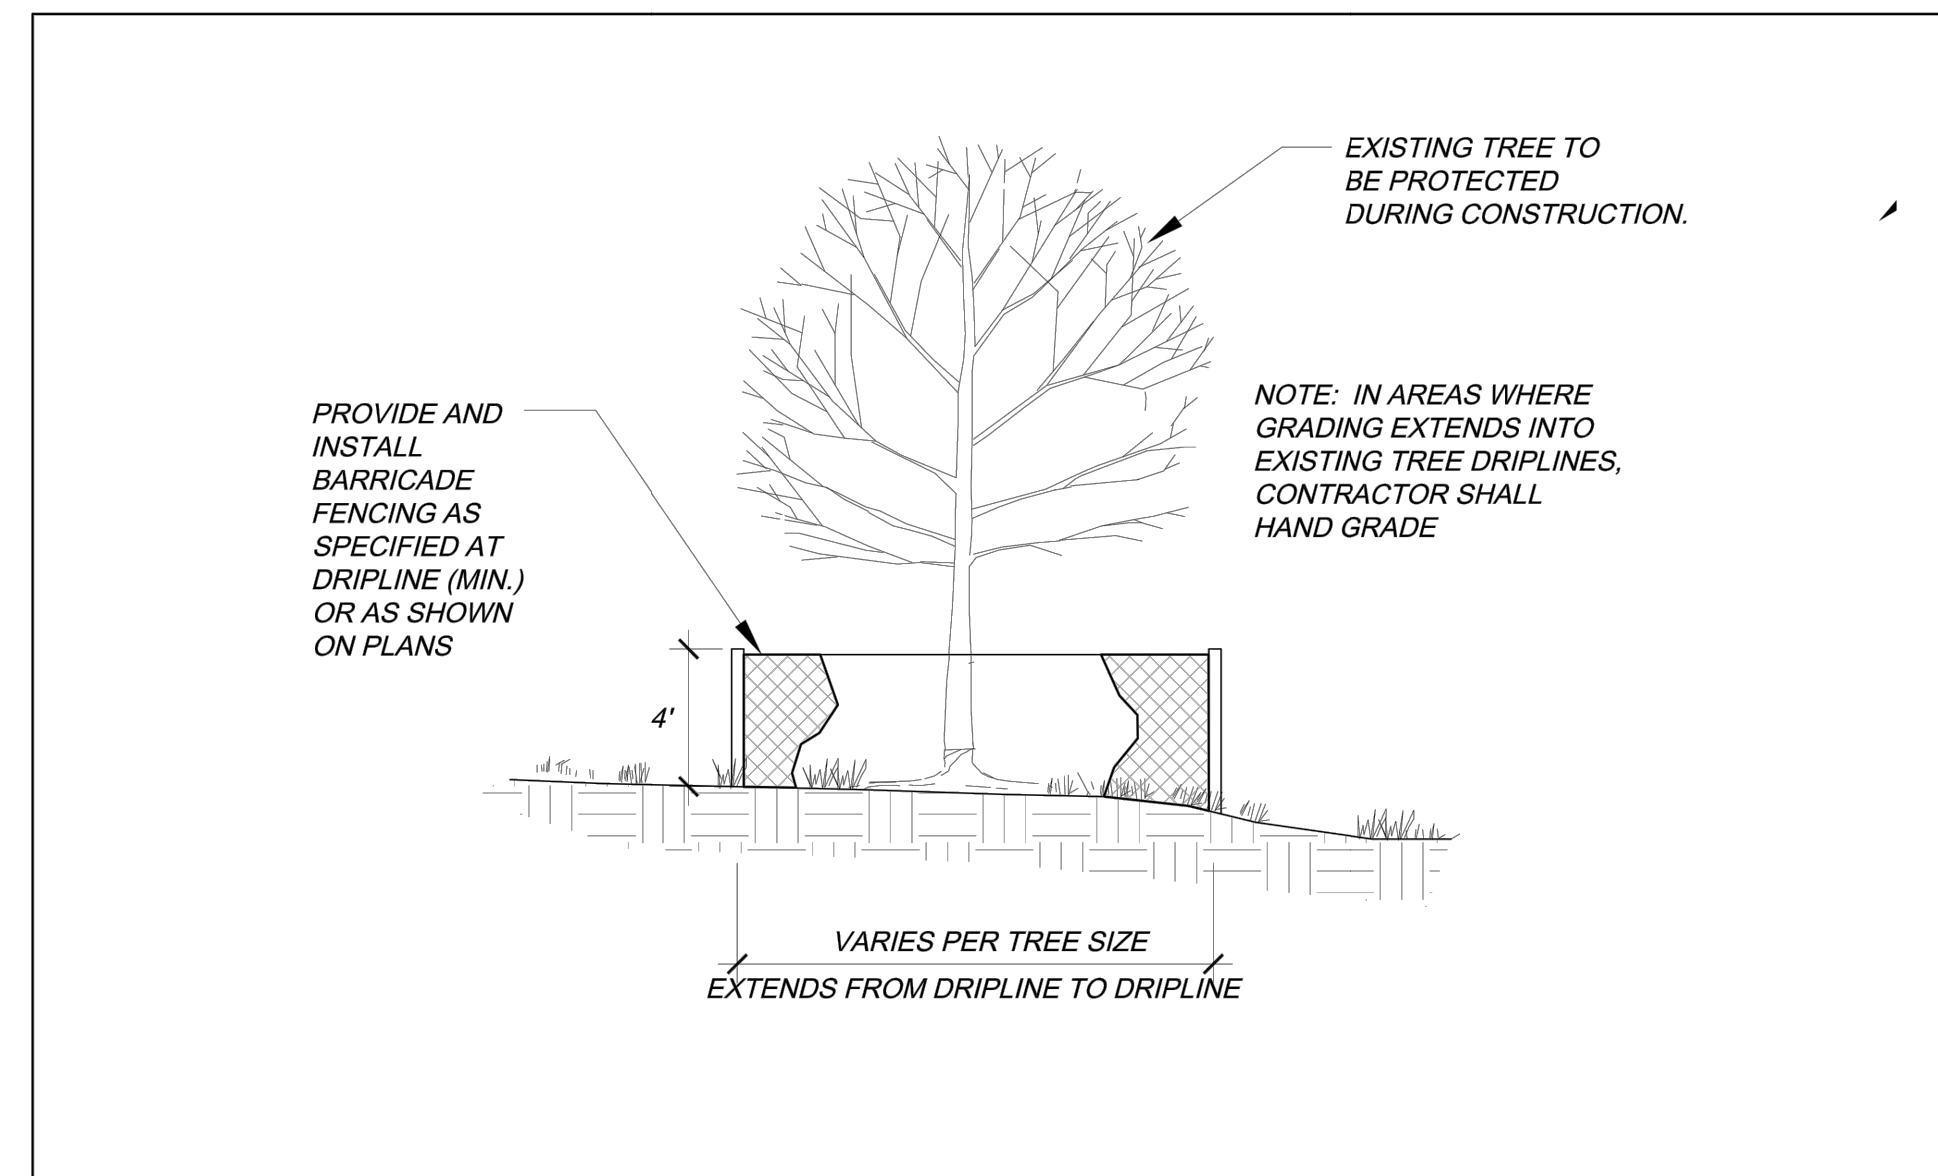 EXISTING TREE TO
BE PROTECTED
DURING CONSTRUCTION.
NOTE: IN AREAS WHERE
GRADING EXTENDS INTO
EXISTING TREE DRIPLINES,
CONTRACTOR SHALL
HAND GRADE
PROVIDE AND
INSTALL
BARRICADE
FENCING AS
SPECIFIED AT
DRIPLINE (MIN.)
OR AS SHOWN
ON PLANS
4'
VARIES PER TREE SIZE
EXTENDS FROM DRIPLINE TO DRIPLINE